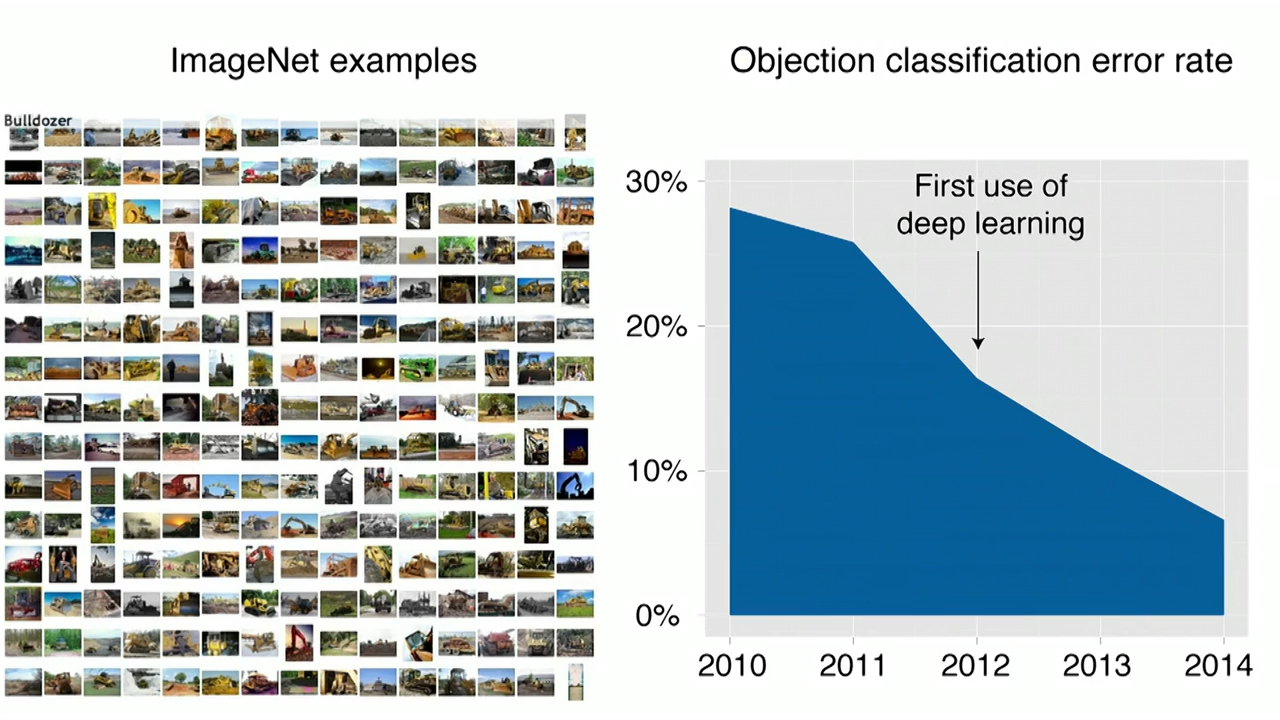 ImageNet examples
Bulldozer
Objection classification error rate
30%
20%
10%
0%
First use of
deep learning
2010 2011 2012 2013 2014